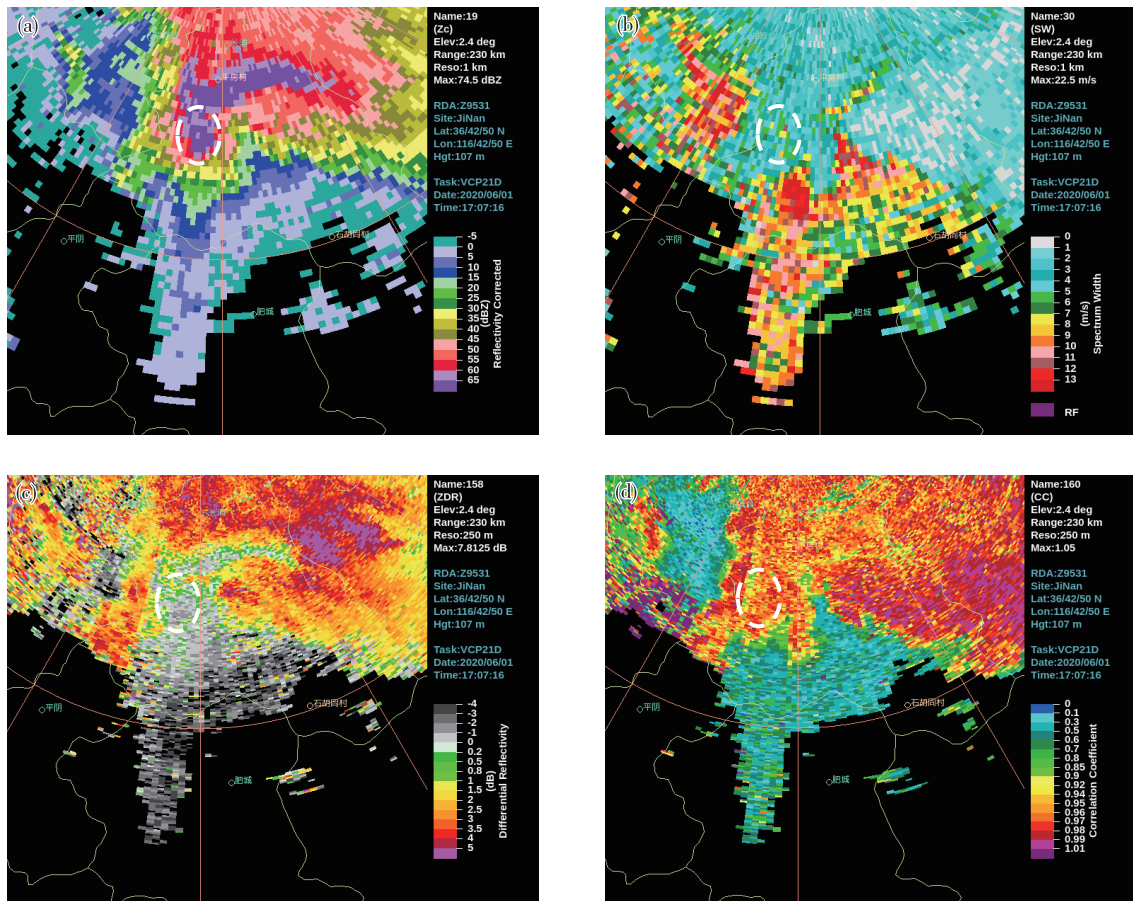 (a)
Name:19
(Zc)
Elev:2.4 deg
Range:230 km
Reso:1 km
Max:74.5 dBZ
RDA:Z9531
Site:JiNan
Lat:36/42/50 N
Lon:116/42/50 E
Hgt:107 m
Task:VCP21D
Date:2020/06/01
Time:17:07:16
平阴
石胡同村
肥城
-5
0
5
10
15
20
25
30
35
40
45
50
55
60
65
Reflectivity Corrected
(dBZ)
(b)
Name:30
(SW)
Elev:2.4 deg
Range:230 km
Reso:1 km
Max:22.5 m/s
RDA:Z9531
Site:JiNan
Lat:36/42/50 N
Lon:116/42/50 E
Hgt:107 m
Task:VCP21D
Date:2020/06/01
Time:17:07:16
平阴
石胡同村
肥城
0
1
2
3
4
5
6
7
8
9
10
11
12
13
RF
Spectrum Width
(m/s)
(c)
Name:158
(ZDR)
Elev:2.4 deg
Range:230 km
Reso:250 m
Max:7.8125 dB
RDA:Z9531
Site:JiNan
Lat:36/42/50 N
Lon:116/42/50 E
Hgt:107 m
Task:VCP21D
Date:2020/06/01
Time:17:07:16
平阴
石胡同村
肥城
-4
-3
-2
-1
0
0.2
0.5
0.8
1
1.5
2
2.5
3
3.5
4
5
Differential Reflectivity
(dB)
(d)
Name:160
(CC)
Elev:2.4 deg
Range:230 km
Reso:250 m
Max:1.05
RDA:Z9531
Site:JiNan
Lat:36/42/50 N
Lon:116/42/50 E
Hgt:107 m
Task:VCP21D
Date:2020/06/01
Time:17:07:16
平阴
石胡同村
肥城
0
0.1
0.3
0.5
0.6
0.7
0.8
0.85
0.9
0.92
0.94
0.95
0.96
0.97
0.98
0.99
1.01
Correlation Coefficient